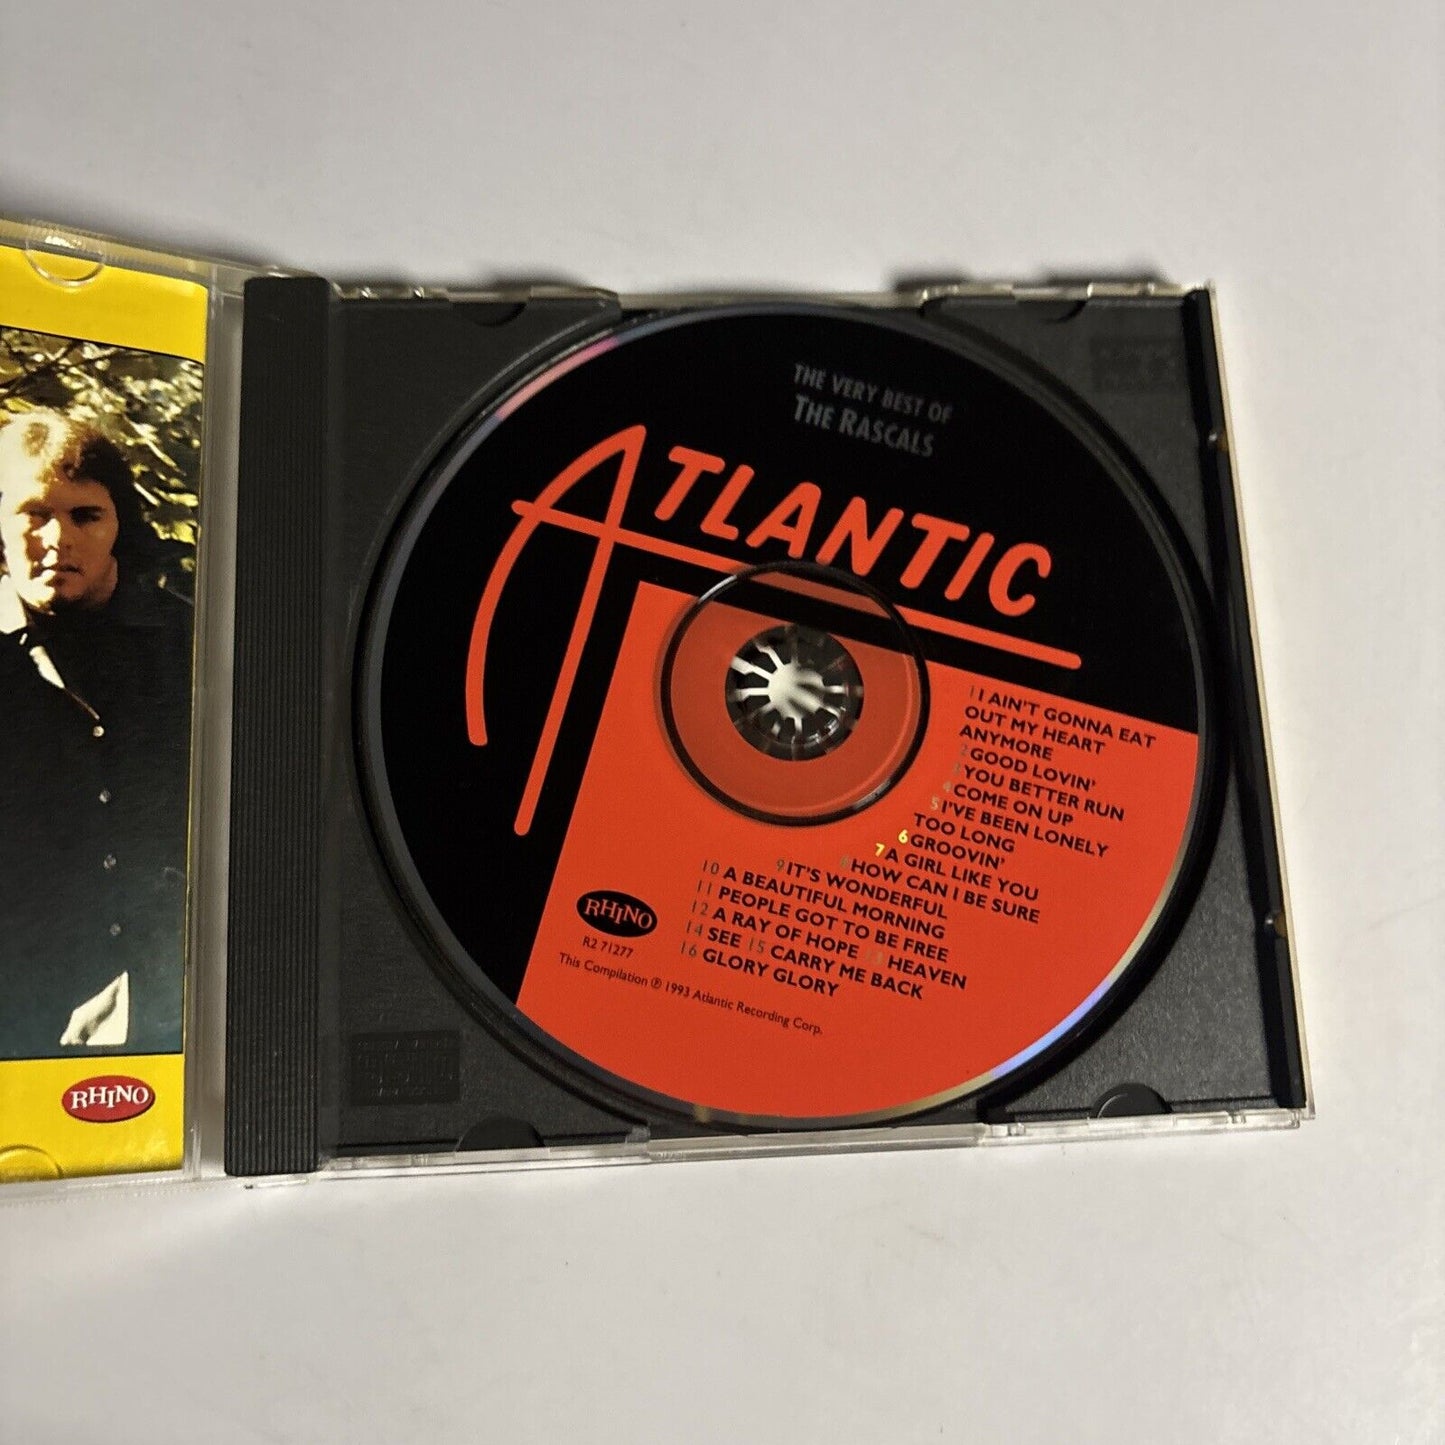 THE VERY BEST OF
THE RASCALS
ATLANTIC
1 I AIN'T GONNA EAT
OUT MY HEART
ANYMORE
2 GOOD LOVIN'
3 YOU BETTER RUN
4 COME ON UP
5 I'VE BEEN LONELY
TOO LONG
6 GROOVIN'
7 A GIRL LIKE YOU
8 HOW CAN I BE SURE
9 IT'S WONDERFUL
10 A BEAUTIFUL MORNING
11 PEOPLE GOT TO BE FREE
12 A RAY OF HOPE 13 HEAVEN
14 SEE 15 CARRY ME BACK
16 GLORY GLORY
RHINO
R2 71277
This Compilation ℗ 1993 Atlantic Recording Corp.
RHINO